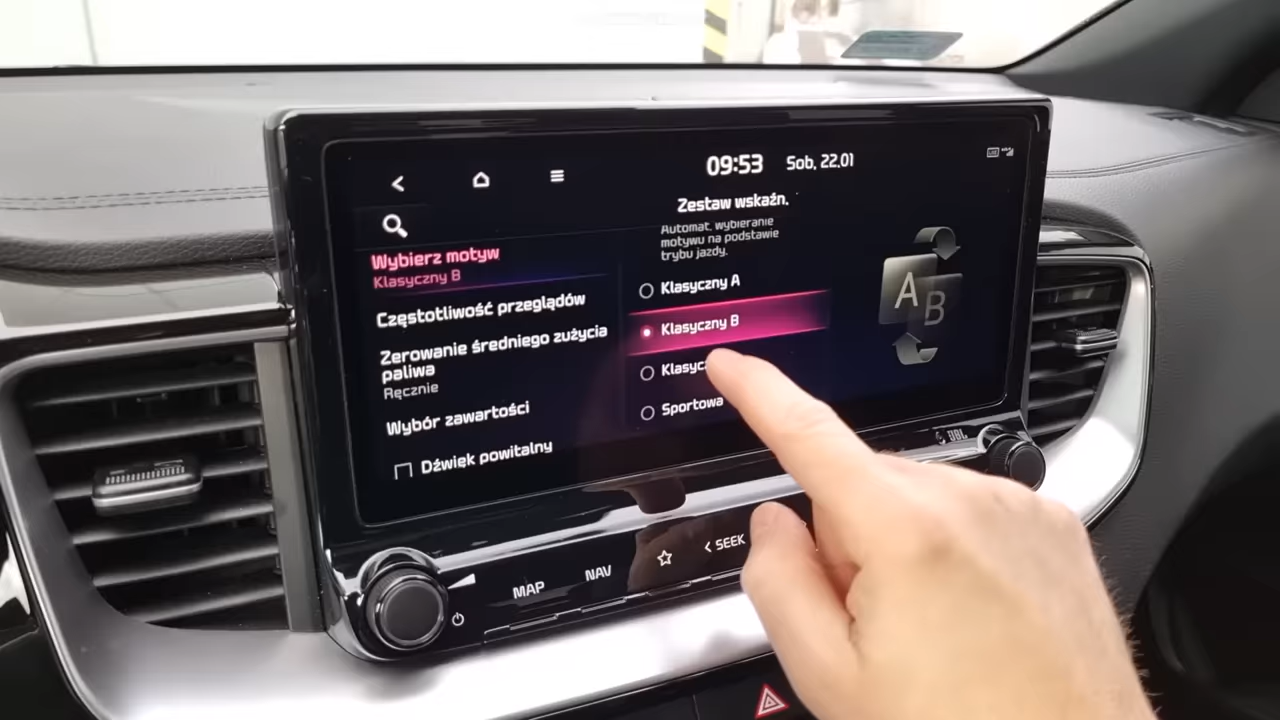 09:53 Sob, 22.01
Zestaw wskaźn.
Automat. wybieranie
motywu na podstawie
trybu jazdy.
Wybierz motyw
Klasyczny B
Częstotliwość przeglądów
Zerowanie średniego zużycia
paliwa
Ręcznie
Wybór zawartości
Dźwięk powitalny
Klasyczny A
Klasyczny B
Sportowa
A
B
JBL
MAP
NAV
SEEK